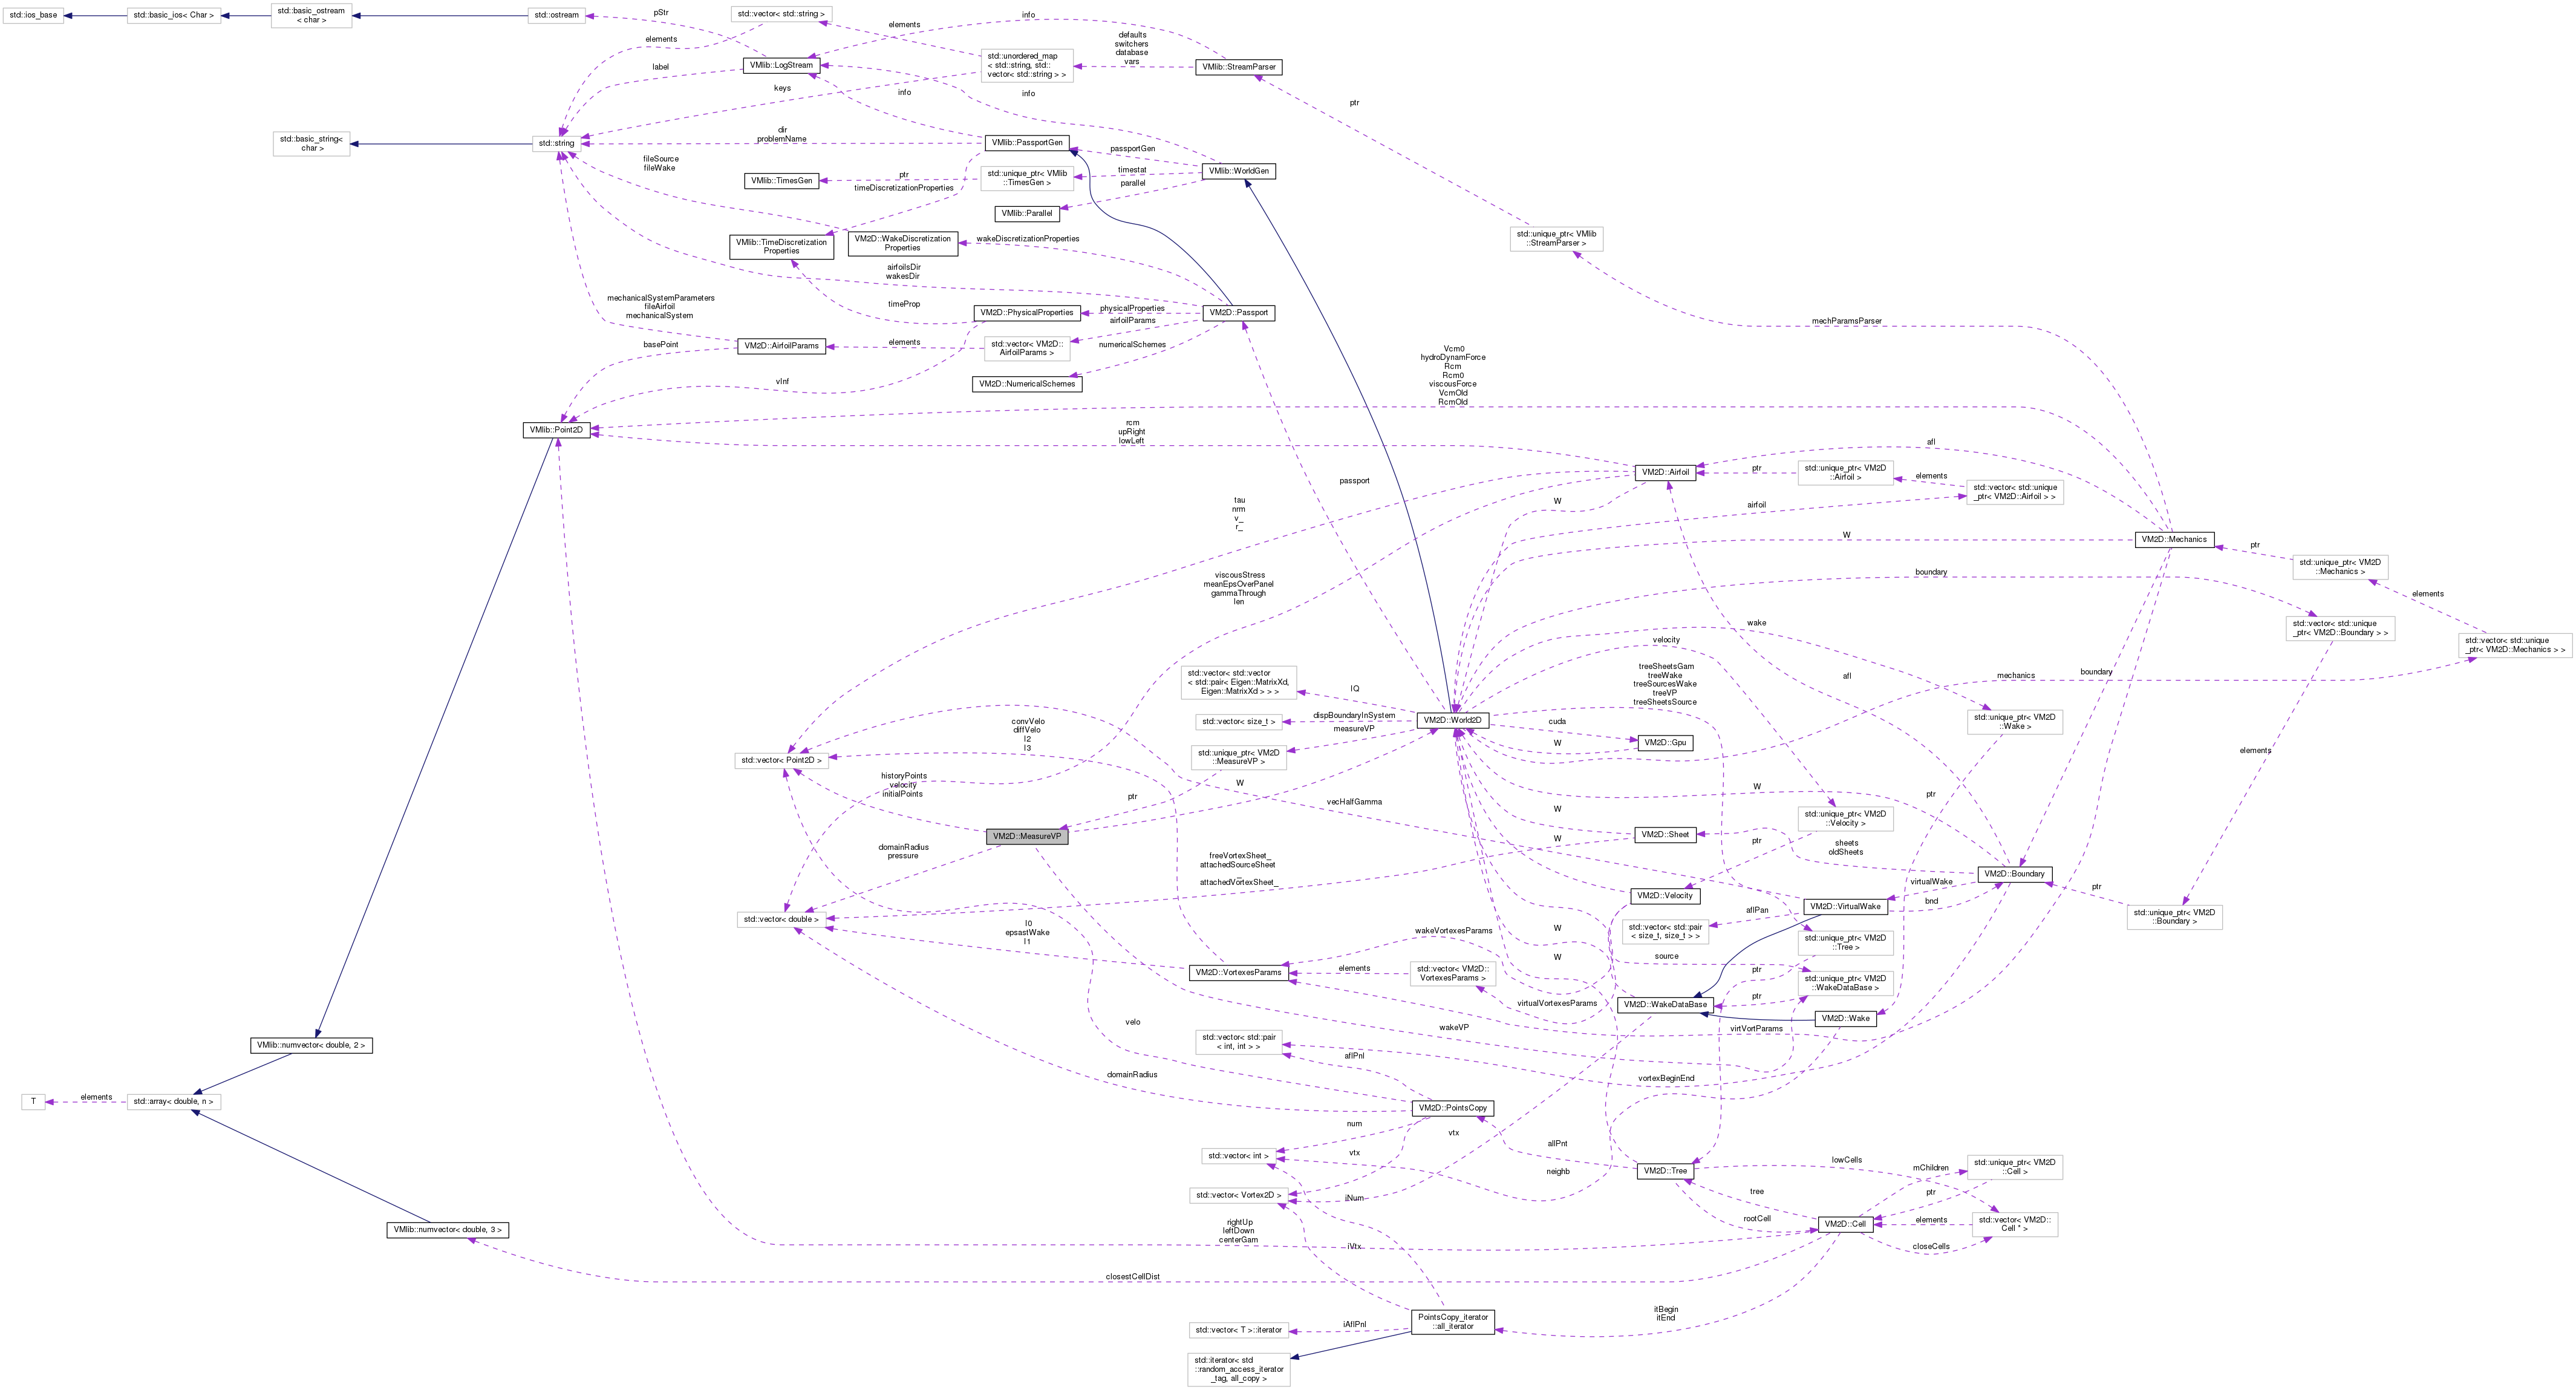 std::ios_base
std::basic_ios< Char >
std::basic_ostream
< char >
std::ostream
pStr
std::vector< std::string >
elements
elements
info
label
VMlib::LogStream
std::unordered_map
< std::string, std::
vector< std::string > >
defaults
switchers
database
vars
VMlib::StreamParser
keys
info
info
ptr
std::basic_string<
char >
std::string
dir
problemName
VMlib::PassportGen
passportGen
fileSource
fileWake
VMlib::TimesGen
ptr
std::unique_ptr< VMlib
::TimesGen >
timestat
VMlib::WorldGen
timeDiscretizationProperties
parallel
VMlib::Parallel
VMlib::TimeDiscretization
Properties
VM2D::WakeDiscretization
Properties
wakeDiscretizationProperties
std::unique_ptr< VMlib
::StreamParser >
airfoilsDir
wakesDir
mechanicalSystemParameters
fileAirfoil
mechanicalSystem
timeProp
VM2D::PhysicalProperties
physicalProperties
VM2D::Passport
airfoilParams
mechParamsParser
basePoint
VM2D::AirfoilParams
elements
std::vector< VM2D::
AirfoilParams >
numericalSchemes
vInf
VM2D::NumericalSchemes
Vcm0
hydroDynamForce
Rcm
Rcm0
viscousForce
VcmOld
RcmOld
VMlib::Point2D
rcm
upRight
lowLeft
passport
afl
VM2D::Airfoil
ptr
std::unique_ptr< VM2D
::Airfoil >
elements
std::vector< std::unique
_ptr< VM2D::Airfoil > >
W
airfoil
tau
nrm
v_
r_
W
VM2D::Mechanics
ptr
std::unique_ptr< VM2D
::Mechanics >
viscousStress
meanEpsOverPanel
gammaThrough
len
boundary
elements
wake
velocity
std::vector< std::unique
_ptr< VM2D::Boundary > >
std::vector< std::unique
_ptr< VM2D::Mechanics > >
std::vector< std::vector
< std::pair< Eigen::MatrixXd,
Eigen::MatrixXd > > >
IQ
treeSheetsGam
treeWake
treeSourcesWake
treeVP
treeSheetsSource
afl
mechanics
boundary
std::vector< size_t >
dispBoundaryInSystem
VM2D::World2D
cuda
std::unique_ptr< VM2D
::Wake >
convVelo
diffVelo
I2
I3
measureVP
W
VM2D::Gpu
elements
std::vector< Point2D >
std::unique_ptr< VM2D
::MeasureVP >
historyPoints
velocity
initialPoints
ptr
W
vecHalfGamma
W
ptr
std::unique_ptr< VM2D
::Velocity >
VM2D::MeasureVP
W
VM2D::Sheet
W
ptr
sheets
oldSheets
domainRadius
pressure
freeVortexSheet_
attachedSourceSheet
_
attachedVortexSheet_
VM2D::Boundary
virtualWake
ptr
VM2D::Velocity
VM2D::VirtualWake
bnd
aflPan
std::vector< double >
std::vector< std::pair
< size_t, size_t > >
std::unique_ptr< VM2D
::Boundary >
I0
epsastWake
I1
wakeVortexesParams
W
W
std::unique_ptr< VM2D
::Tree >
source
VM2D::VortexesParams
elements
std::vector< VM2D::
VortexesParams >
ptr
std::unique_ptr< VM2D
::WakeDataBase >
ptr
virtualVortexesParams
VM2D::WakeDataBase
VM2D::Wake
velo
wakeVP
virtVortParams
std::vector< std::pair
< int, int > >
VMlib::numvector< double, 2 >
aflPnl
domainRadius
vortexBeginEnd
T
elements
std::array< double, n >
VM2D::PointsCopy
num
vtx
allPnt
std::vector< int >
vtx
neighb
VM2D::Tree
lowCells
mChildren
std::unique_ptr< VM2D
::Cell >
std::vector< Vortex2D >
iNum
tree
ptr
rootCell
VM2D::Cell
elements
std::vector< VM2D::
Cell * >
VMlib::numvector< double, 3 >
rightUp
leftDown
centerGam
iVtx
closeCells
closestCellDist
itBegin
itEnd
std::vector< T >::iterator
iAflPnl
PointsCopy_iterator
::all_iterator
std::iterator< std
::random_access_iterator
_tag, all_copy >